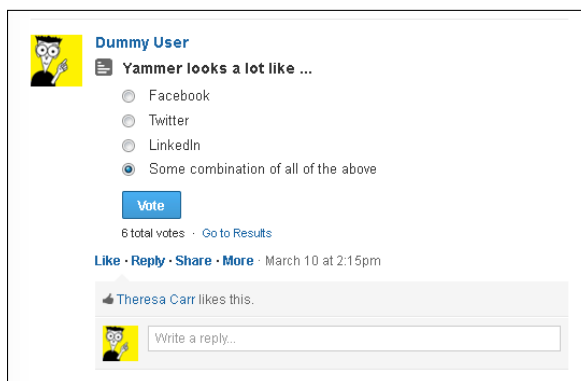 Dummy User
Yammer looks a lot like ...
Facebook
Twitter
LinkedIn
Some combination of all of the above
Vote
6 total votes · Go to Results
Like · Reply · Share · More · March 10 at 2:15pm
Theresa Carr likes this.
Write a reply...